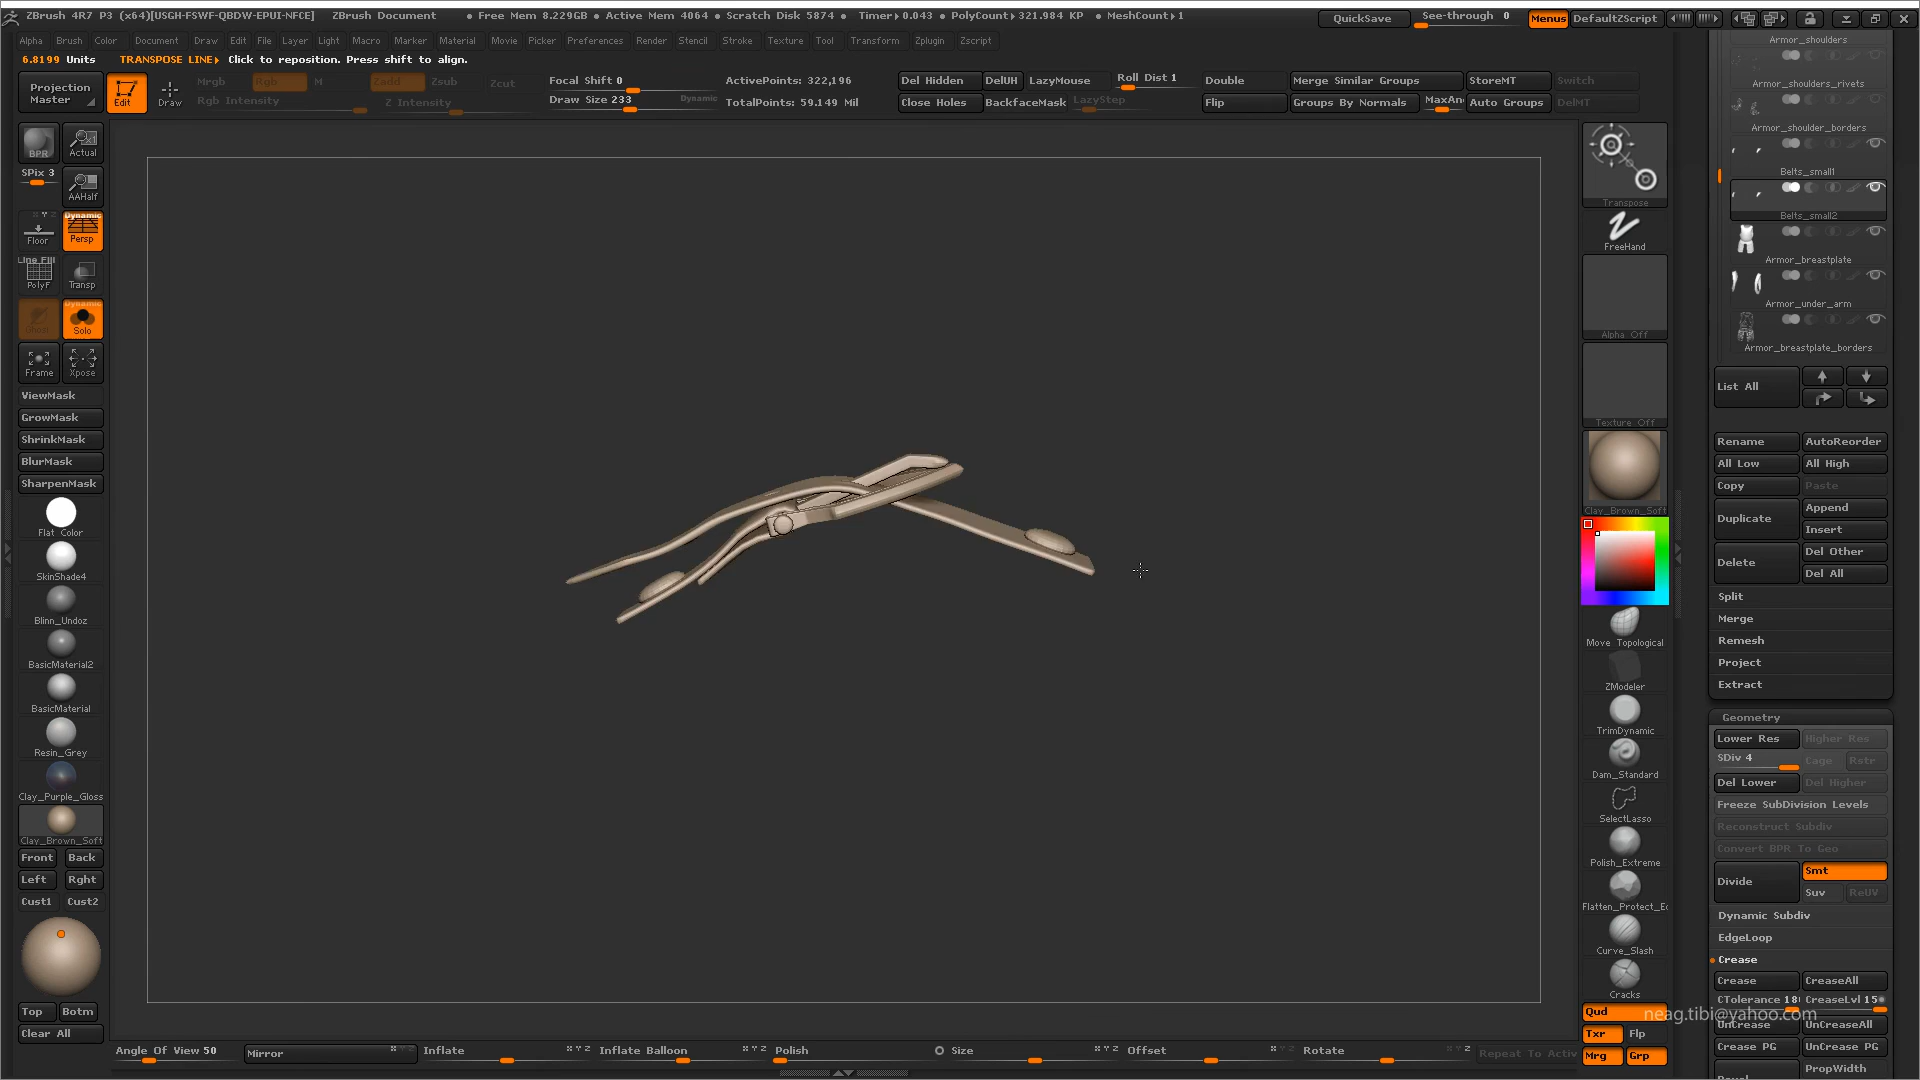 ZBrush 4R7 P3 (x64)[USGH-FSWF-QBDW-EPUI-NFCE] ZBrush Document • Free Mem 8.229GB • Active Mem 4064 • Scratch Disk 5874 • Timer▸0.043 • PolyCount▸321.984 KP • MeshCount▸1 QuickSave See-through 0 Menus DefaultZScript
Alpha Brush Color Document Draw Edit File Layer Light Macro Marker Material Movie Picker Preferences Render Stencil Stroke Texture Tool Transform Zplugin Zscript
6.8199 Units TRANSPOSE LINE▸ Click to reposition. Press shift to align.
Projection Master
Edit
Draw
Mrgb Rgb M Zadd Zsub Zcut
Rgb Intensity Z Intensity
Focal Shift 0
Draw Size 233 Dynamic
ActivePoints: 322,196
TotalPoints: 59.149 Mil
Del Hidden DelUH LazyMouse Roll Dist 1 Double Merge Similar Groups StoreMT Switch
Close Holes BackfaceMask LazyStep Flip Groups By Normals MaxAn Auto Groups DelMT
BPR Actual
SPix 3
AAHalf
Floor
Dynamic
Persp
Line Fill
PolyF Transp
Ghost
Dynamic
Solo
Frame Xpose
ViewMask
GrowMask
ShrinkMask
BlurMask
SharpenMask
Flat Color
SkinShade4
Blinn_Undoz
BasicMaterial2
BasicMaterial
Resin_Grey
Clay_Purple_Gloss
Clay_Brown_Soft
Front Back
Left Rght
Cust1 Cust2
Top Botm
Clear All
Angle Of View 50 Mirror Inflate Inflate Balloon Polish Size Offset Rotate Repeat To Activ
Transpose
FreeHand
Alpha Off
Texture Off
Clay_Brown_Soft
Move Topological
ZModeler
TrimDynamic
Dam_Standard
SelectLasso
Polish_Extreme
Flatten_Protect_Ec
Curve_Slash
Cracks
Qud
Txr Flp
Mrg Grp
Armor_shoulders
Armor_shoulders_rivets
Armor_shoulder_borders
Belts_small1
Belts_small2
Armor_breastplate
Armor_under_arm
Armor_breastplate_borders
List All
Rename AutoReorder
All Low All High
Copy Paste
Duplicate Append
Insert
Delete Del Other
Del All
Split
Merge
Remesh
Project
Extract
Geometry
Lower Res Higher Res
SDiv 4 Cage Rstr
Del Lower Del Higher
Freeze SubDivision Levels
Reconstruct Subdiv
Convert BPR To Geo
Divide Smt
Suv ReUV
Dynamic Subdiv
EdgeLoop
Crease
Crease CreaseAll
CTolerance 18 CreaseLvl 15
neag.tibi@yahoo.com
UnCrease UnCreaseAll
Crease PG UnCrease PG
PropWidth